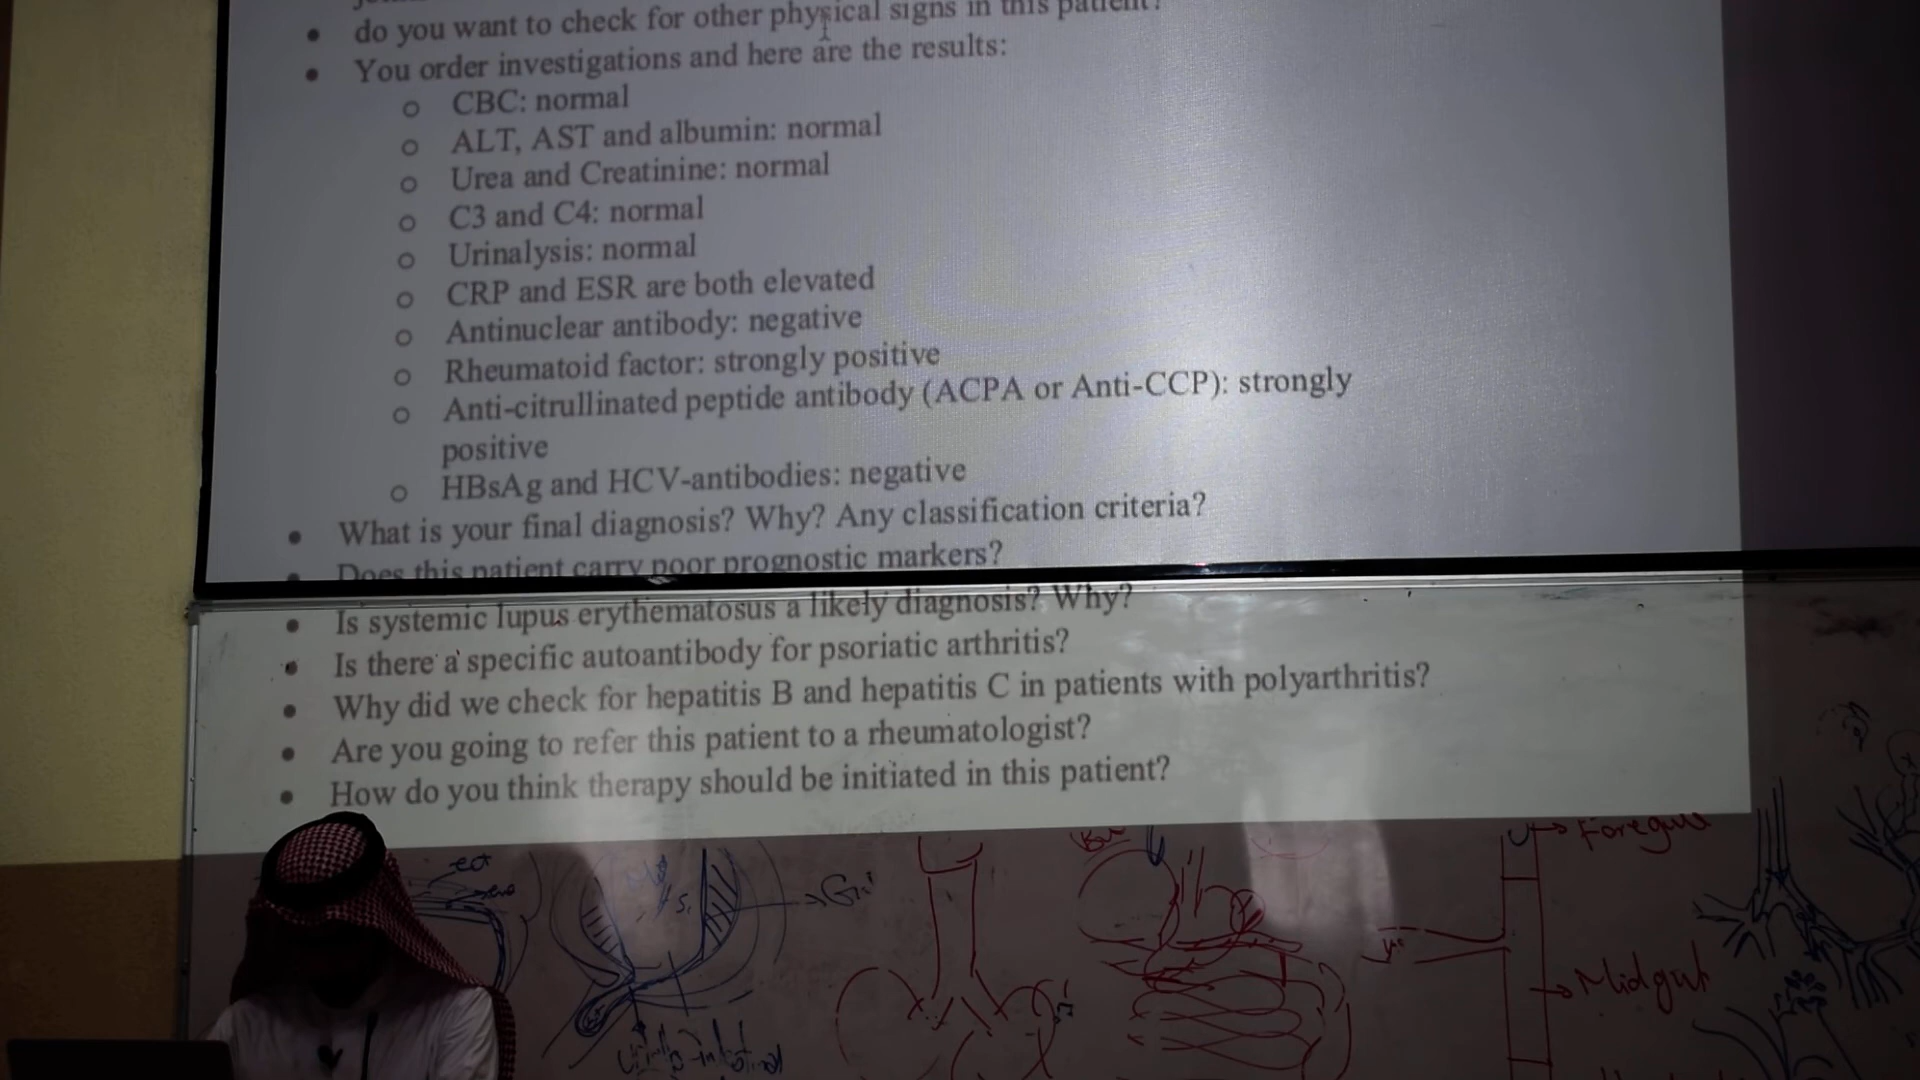 do you want to check for other physical signs in this patient?
You order investigations and here are the results:
CBC: normal
ALT, AST and albumin: normal
Urea and Creatinine: normal
C3 and C4: normal
Urinalysis: normal
CRP and ESR are both elevated
Antinuclear antibody: negative
Rheumatoid factor: strongly positive
Anti-citrullinated peptide antibody (ACPA or Anti-CCP): strongly
positive
HBsAg and HCV-antibodies: negative
What is your final diagnosis? Why? Any classification criteria?
Does this patient carry poor prognostic markers?
Is systemic lupus erythematosus a likely diagnosis? Why?
Is there a specific autoantibody for psoriatic arthritis?
Why did we check for hepatitis B and hepatitis C in patients with polyarthritis?
Are you going to refer this patient to a rheumatologist?
How do you think therapy should be initiated in this patient?
Foregut
Midgut